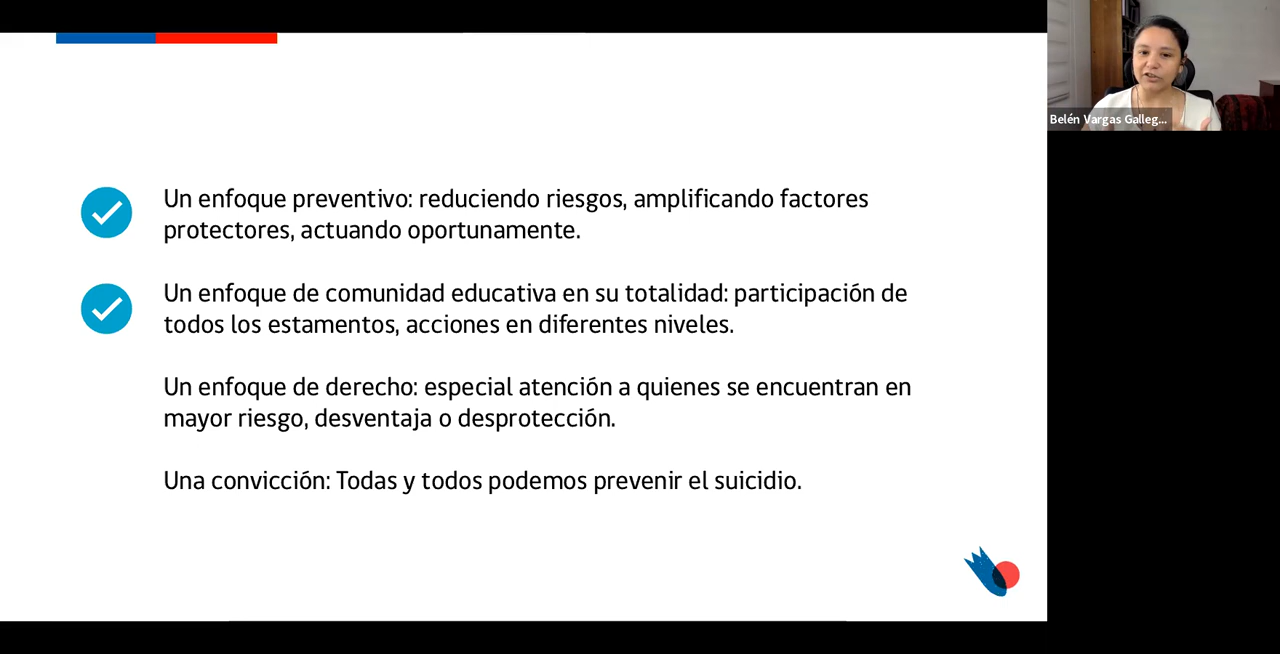 Un enfoque preventivo: reduciendo riesgos, amplificando factores
protectores, actuando oportunamente.
Un enfoque de comunidad educativa en su totalidad: participación de
todos los estamentos, acciones en diferentes niveles.
Un enfoque de derecho: especial atención a quienes se encuentran en
mayor riesgo, desventaja o desprotección.
Una convicción: Todas y todos podemos prevenir el suicidio.
Belén Vargas Galleg...